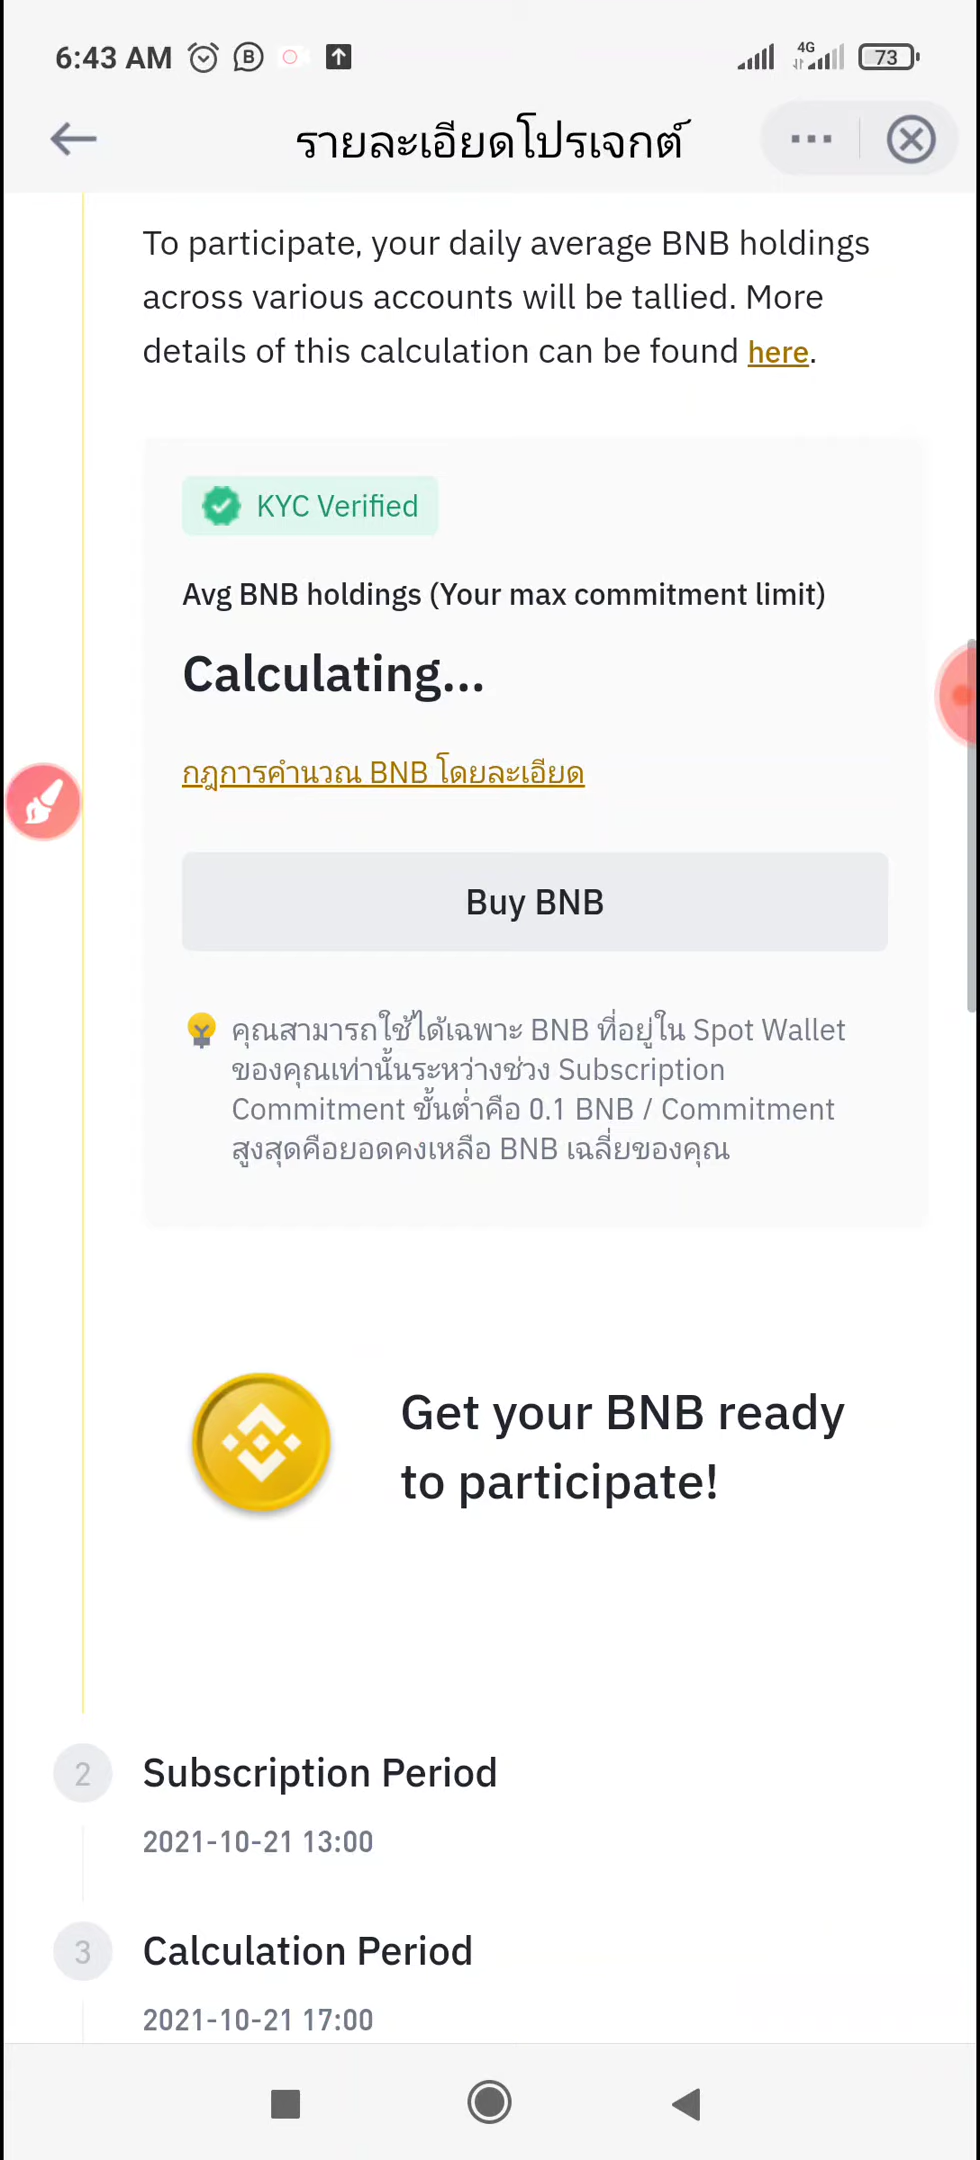 6:43 AM
4G
73
รายละเอียดโปรเจกต์
To participate, your daily average BNB holdings
across various accounts will be tallied. More
details of this calculation can be found here.
KYC Verified
Avg BNB holdings (Your max commitment limit)
Calculating...
กฎการคำนวณ BNB โดยละเอียด
Buy BNB
คุณสามารถใช้ได้เฉพาะ BNB ที่อยู่ใน Spot Wallet
ของคุณเท่านั้นระหว่างช่วง Subscription
Commitment ขั้นต่ำคือ 0.1 BNB / Commitment
สูงสุดคือยอดคงเหลือ BNB เฉลี่ยของคุณ
Get your BNB ready
to participate!
2 Subscription Period
2021-10-21 13:00
3 Calculation Period
2021-10-21 17:00